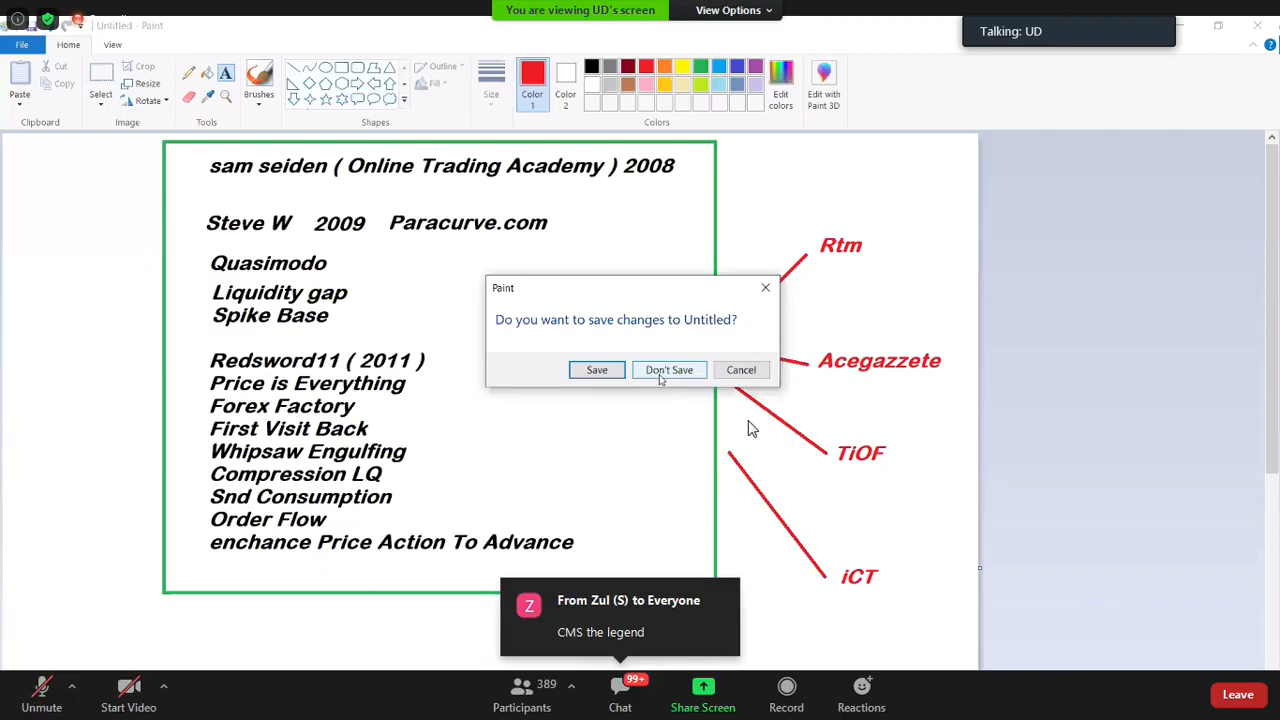 You are viewing UD's screen
View Options
Untitled - Paint
Talking: UD
File
Home
View
Cut
Copy
Paste
Clipboard
Crop
Resize
Rotate
Select
Image
Tools
Brushes
Outline
Fill
Shapes
Size
Color 1
Color 2
Edit colors
Edit with Paint 3D
Colors
sam seiden ( Online Trading Academy ) 2008
Steve W 2009 Paracurve.com
Quasimodo
Liquidity gap
Spike Base
Redsword11 ( 2011 )
Price is Everything
Forex Factory
First Visit Back
Whipsaw Engulfing
Compression LQ
Snd Consumption
Order Flow
enchance Price Action To Advance
Rtm
Acegazzete
TiOF
iCT
Paint
Do you want to save changes to Untitled?
Save
Don't Save
Cancel
Z
From Zul (S) to Everyone
CMS the legend
Unmute
Start Video
389
Participants
99+
Chat
Share Screen
Record
Reactions
Leave